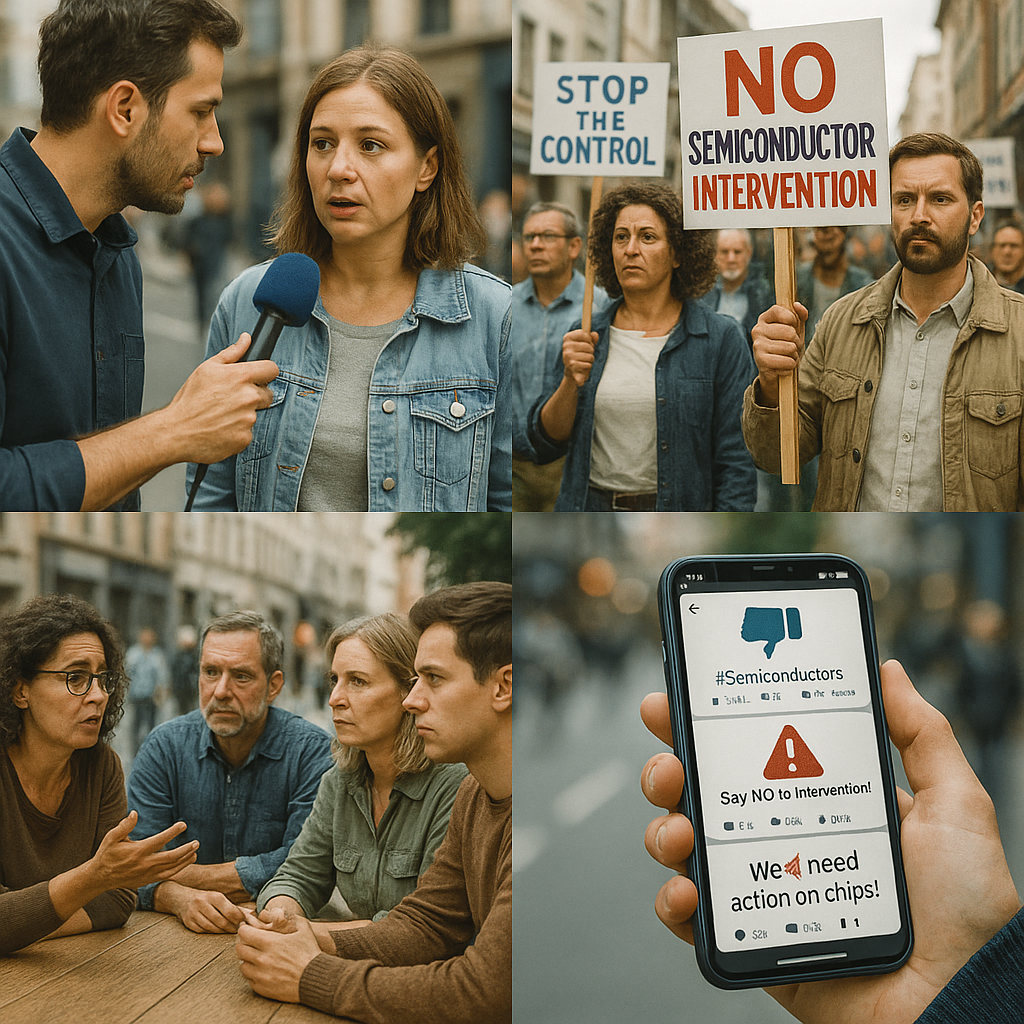 STOP
THE
CONTROL
NO
SEMICONDUCTOR
INTERVENTION
#Semiconductors
Say NO to Intervention!
We need
action on chips!